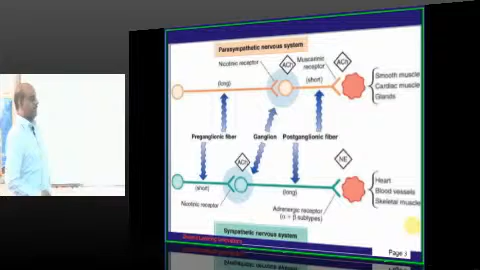 Parasympathetic nervous system
Nicotinic receptor
ACh
Muscarinic
receptor
ACh
(long)
(short)
Smooth muscle
Cardiac muscle
Glands
Preganglionic fiber
Ganglion
Postganglionic fiber
ACh
NE
(short)
(long)
Nicotinic receptor
Adrenergic receptor
(α + β subtypes)
Heart
Blood vessels
Skeletal muscle
Sympathetic nervous system
Page